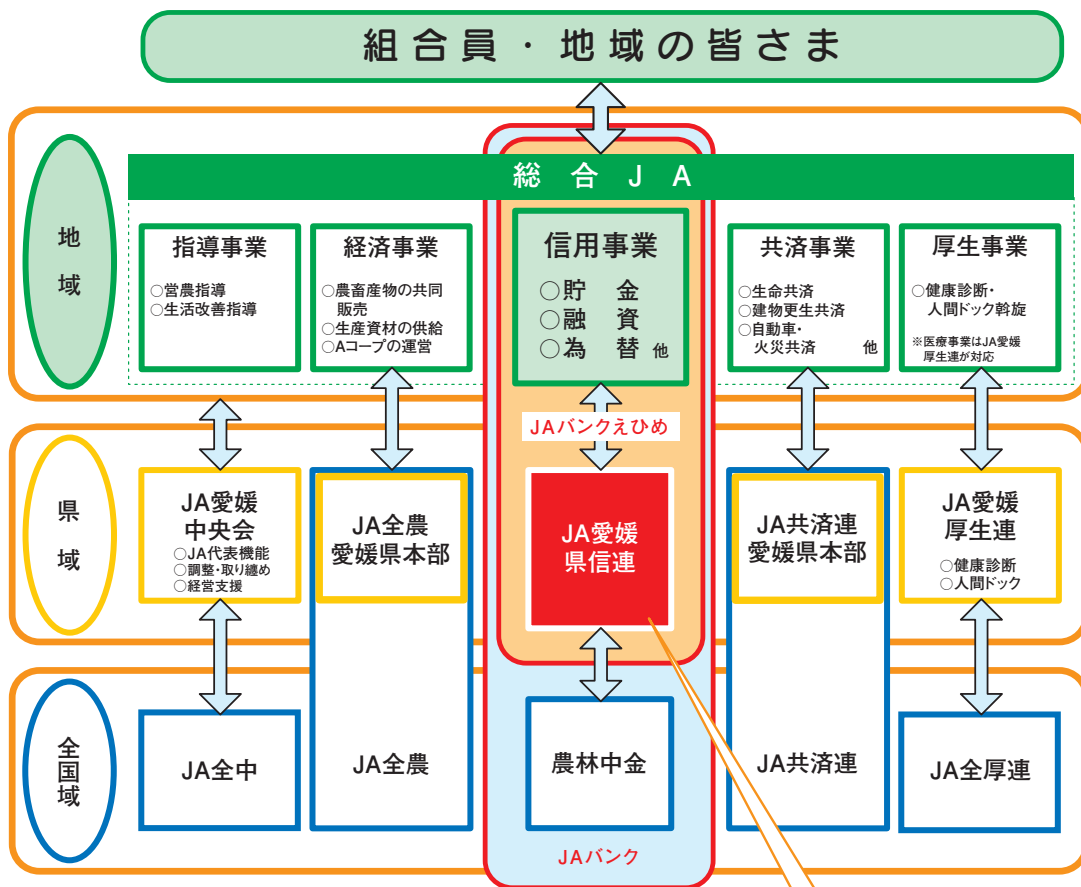 組合員・地域の皆さま
総合JA
地域
指導事業
○営農指導
○生活改善指導
経済事業
○農畜産物の共同
販売
○生産資材の供給
○Aコープの運営
信用事業
○貯金
○融資
○為替 他
共済事業
○生命共済
○建物更生共済
○自動車・
火災共済 他
厚生事業
○健康診断・
人間ドック斡旋
※医療事業はJA愛媛
厚生連が対応
JAバンクえひめ
県域
JA愛媛
中央会
○JA代表機能
○調整・取り纏め
○経営支援
JA全農
愛媛県本部
JA愛媛
県信連
JA共済連
愛媛県本部
JA愛媛
厚生連
○健康診断
○人間ドック
全国域
JA全中
JA全農
農林中金
JA共済連
JA全厚連
JAバンク